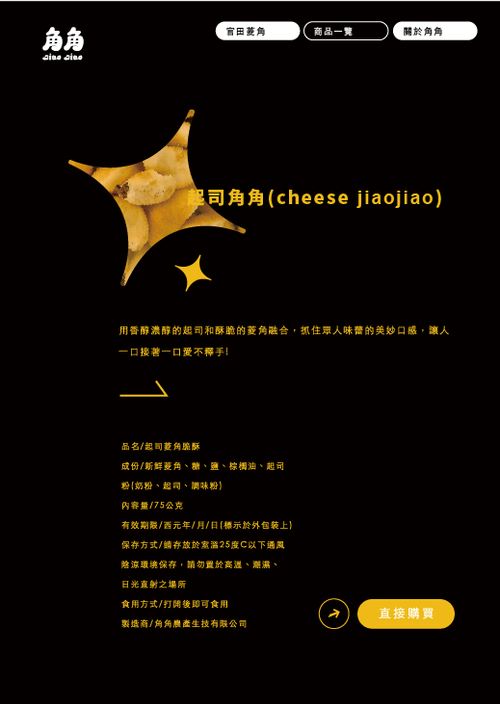 角角
Jiao Jiao
官田菱角
商品一覽
關於角角
起司角角(cheese jiaojiao)
用香醇濃醇的起司和酥脆的菱角融合，抓住眾人味蕾的美妙口感，讓人
一口接著一口愛不釋手!
品名/起司菱角脆酥
成份/新鮮菱角、糖、鹽、棕櫚油、起司
粉(奶粉、起司、調味粉)
內容量/75公克
有效期限/西元年/月/日(標示於外包裝上)
保存方式/請存放於室溫25度C以下通風
陰涼環境保存，請勿置於高溫、潮濕、
日光直射之場所
食用方式/打開後即可食用
製造商/角角農產生技有限公司
直接購買